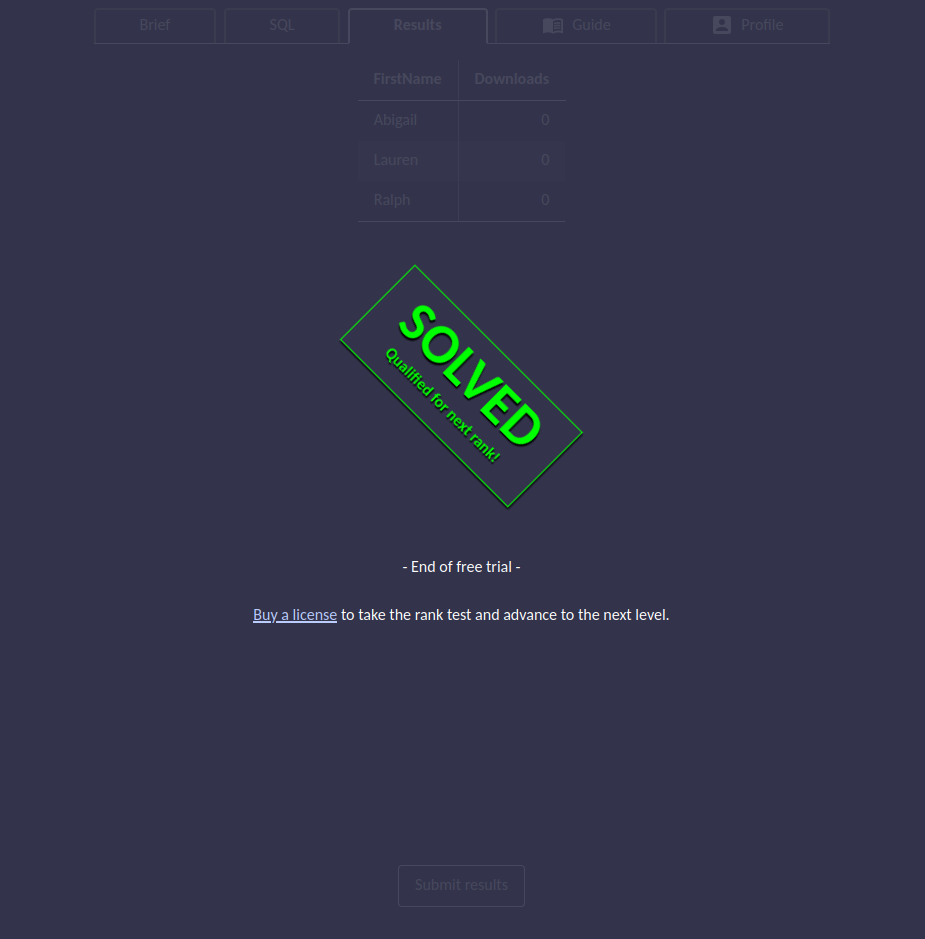 Brief SQL Results Guide Profile
FirstName Downloads
Abigail 0
Lauren 0
Ralph 0
SOLVED
Qualified for next rank!
- End of free trial -
Buy a license to take the rank test and advance to the next level.
Submit results